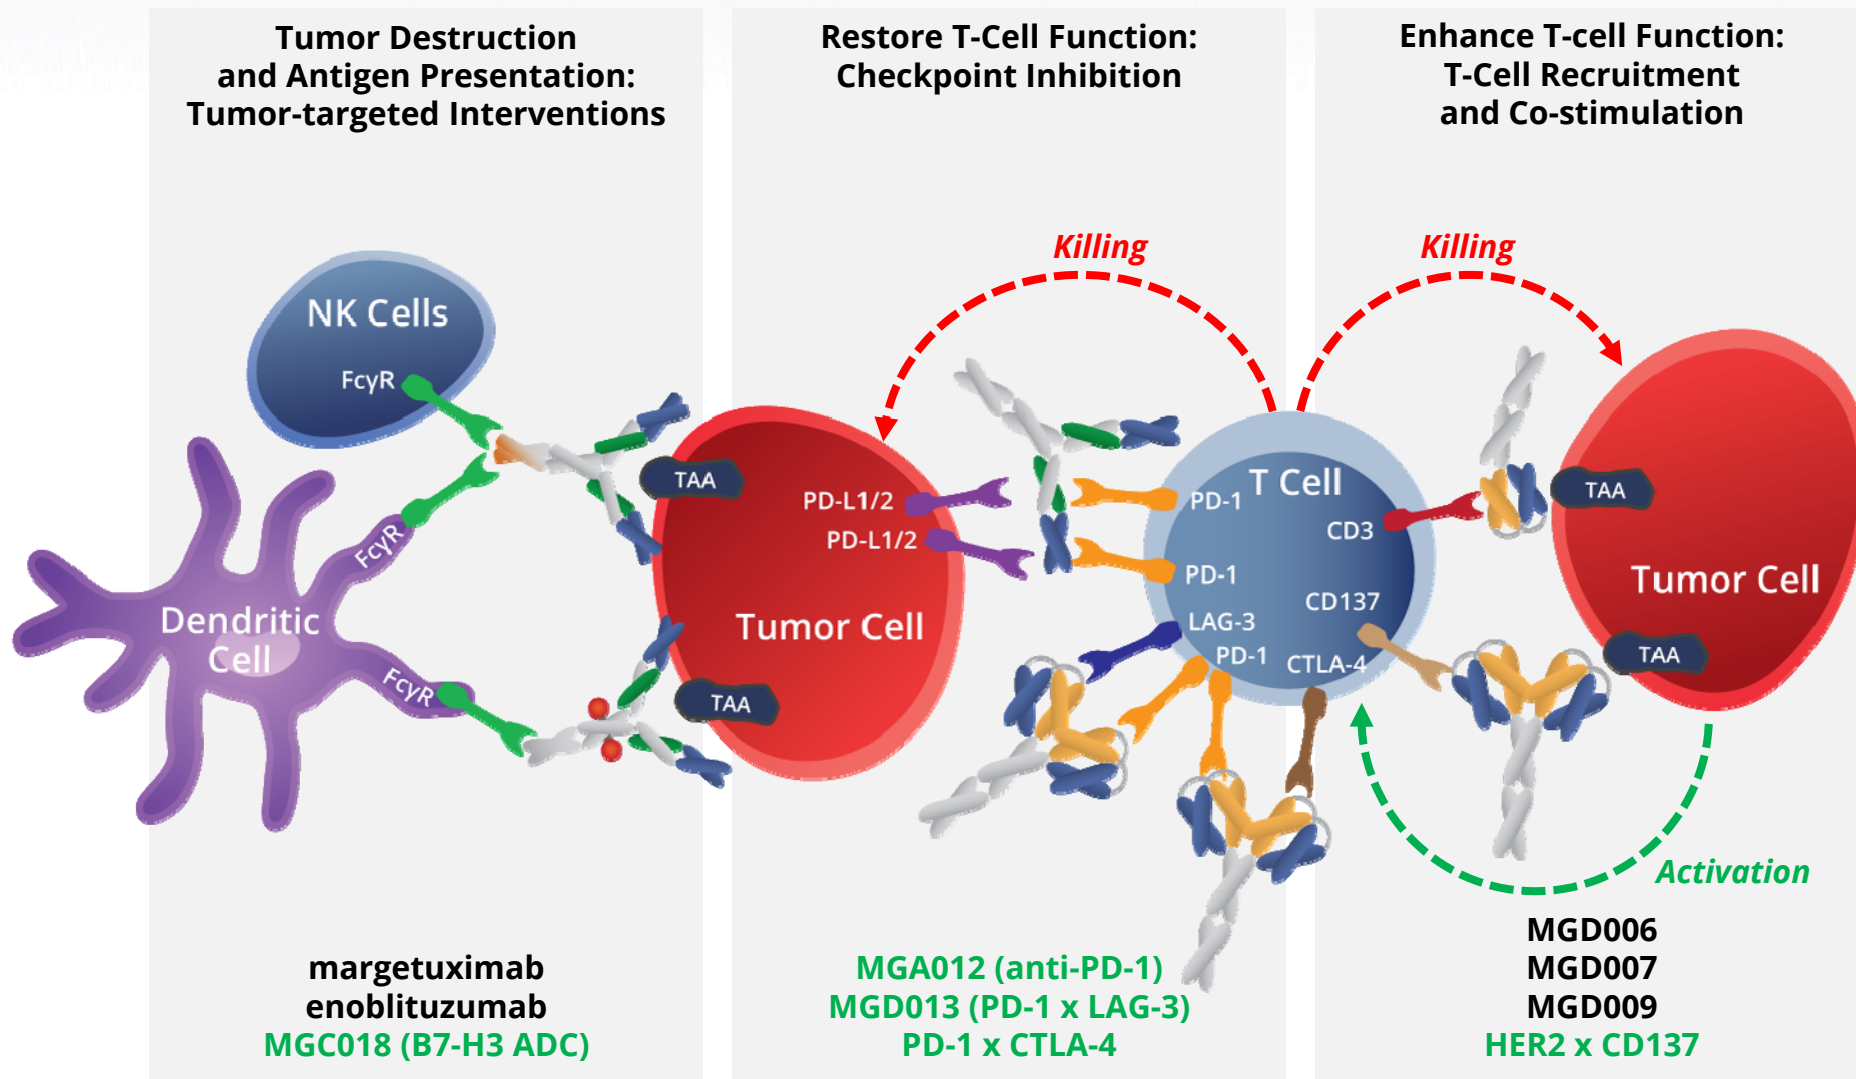 Tumor Destruction
and Antigen Presentation:
Tumor-targeted Interventions
NK Cells
FcγR
FcγR
Dendritic
Cell
FcγR
TAA
TAA
margetuximab
enoblituzumab
MGC018 (B7-H3 ADC)
Restore T-Cell Function:
Checkpoint Inhibition
Killing
PD-L1/2
PD-L1/2
Tumor Cell
T Cell
PD-1
PD-1
LAG-3
PD-1
CTLA-4
CD3
CD137
MGA012 (anti-PD-1)
MGD013 (PD-1 x LAG-3)
PD-1 x CTLA-4
Enhance T-cell Function:
T-Cell Recruitment
and Co-stimulation
Killing
TAA
Tumor Cell
TAA
Activation
MGD006
MGD007
MGD009
HER2 x CD137